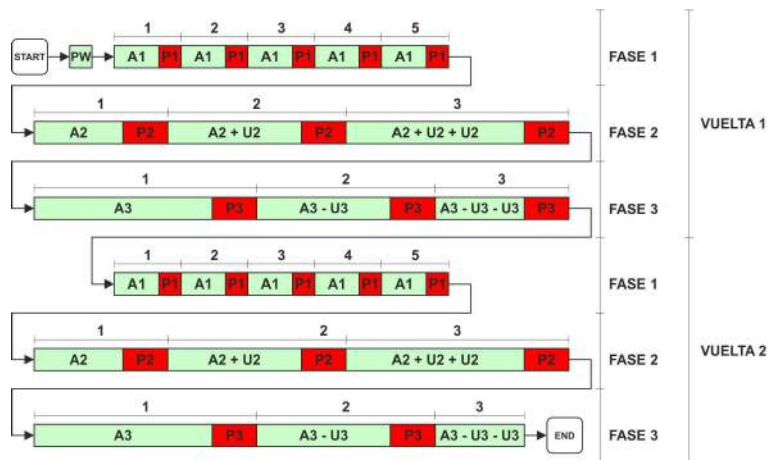 1 2 3 4 5
START PW A1 P1 A1 P1 A1 P1 A1 P1 A1 P1 FASE 1
1 2 3
A2 P2 A2 + U2 P2 A2 + U2 + U2 P2 FASE 2 VUELTA 1
1 2 3
A3 P3 A3 - U3 P3 A3 - U3 - U3 P3 FASE 3
1 2 3 4 5
A1 P1 A1 P1 A1 P1 A1 P1 A1 P1 FASE 1
1 2 3
A2 P2 A2 + U2 P2 A2 + U2 + U2 P2 FASE 2 VUELTA 2
1 2 3
A3 P3 A3 - U3 P3 A3 - U3 - U3 END FASE 3